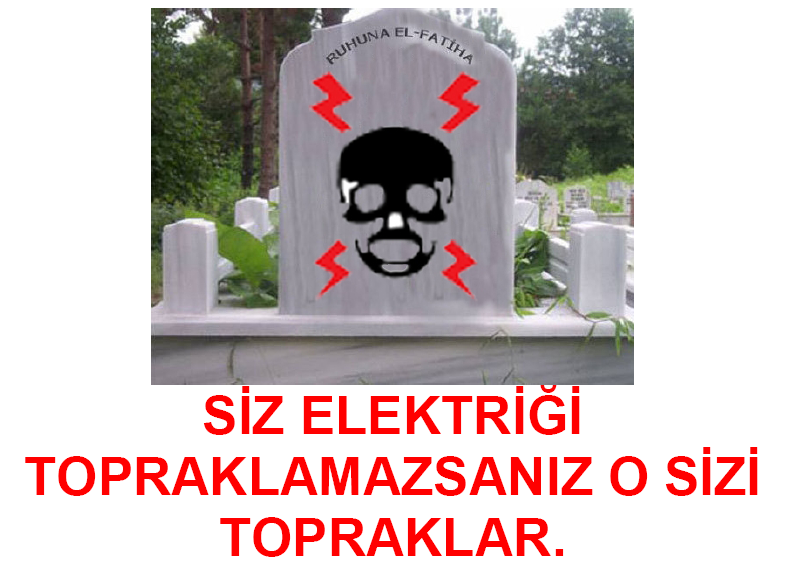 RUHUNA EL-FATİHA
SİZ ELEKTRİĞİ
TOPRAKLAMAZSANIZ O SİZİ
TOPRAKLAR.